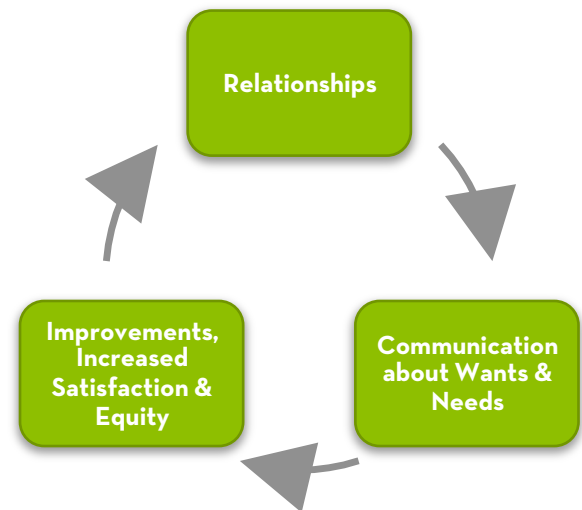 Relationships
Communication
about Wants &
Needs
Improvements,
Increased
Satisfaction &
Equity